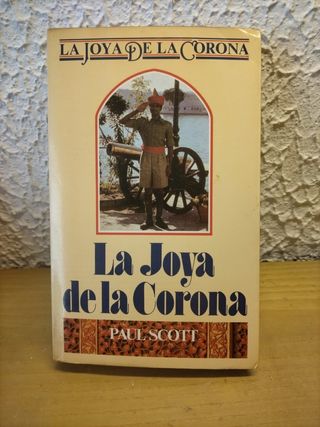 LA JOYA DE LA CORONA
La Joya
de la Corona
PAUL SCOTT